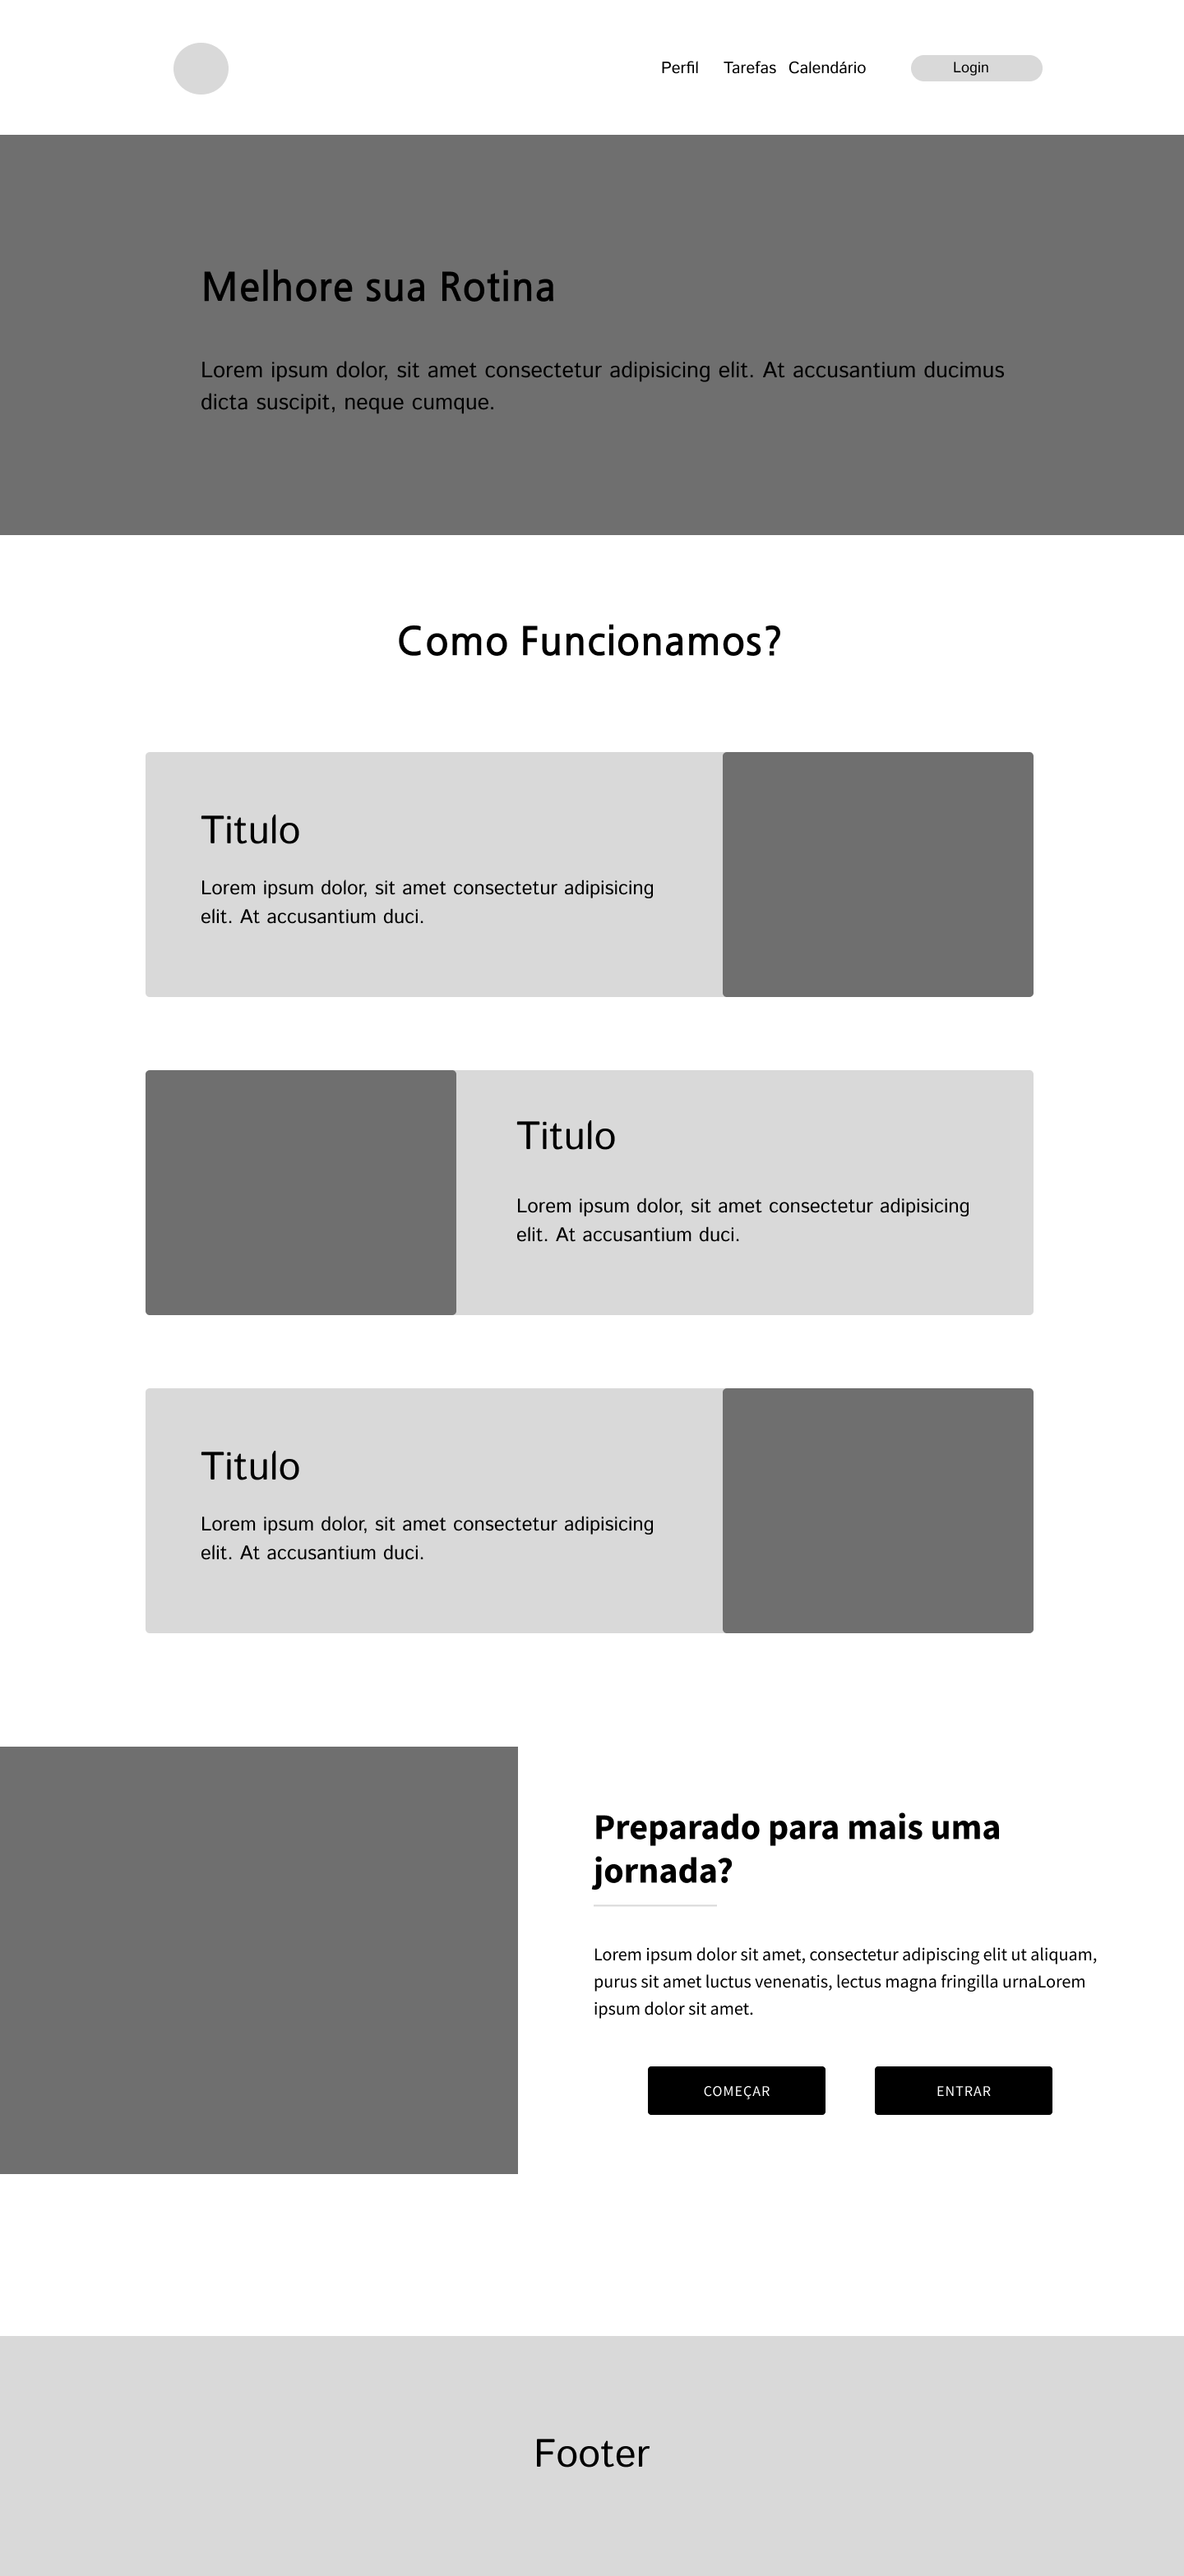 Perfil Tarefas Calendário Login
Melhore sua Rotina
Lorem ipsum dolor, sit amet consectetur adipisicing elit. At accusantium ducimus
dicta suscipit, neque cumque.
Como Funcionamos?
Titulo
Lorem ipsum dolor, sit amet consectetur adipisicing
elit. At accusantium duci.
Titulo
Lorem ipsum dolor, sit amet consectetur adipisicing
elit. At accusantium duci.
Titulo
Lorem ipsum dolor, sit amet consectetur adipisicing
elit. At accusantium duci.
Preparado para mais uma
jornada?
Lorem ipsum dolor sit amet, consectetur adipiscing elit ut aliquam,
purus sit amet luctus venenatis, lectus magna fringilla urnaLorem
ipsum dolor sit amet.
COMEÇAR ENTRAR
Footer